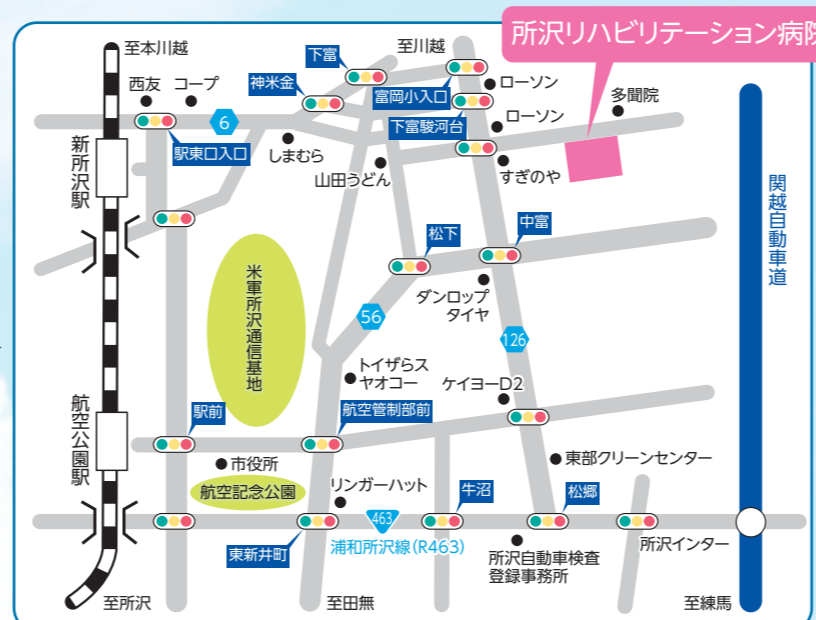 至本川越
下富
至川越
所沢リハビリテーション病院
西友
コープ
神米金
富岡小入口
ローソン
多聞院
6
下富駿河台
ローソン
駅東口入口
しまむら
山田うどん
すぎのや
新所沢駅
関越自動車道
松下
中富
米軍所沢通信基地
ダンロップ
タイヤ
56
126
トイザらス
ヤオコー
ケイヨーD2
航空公園駅
駅前
航空管制部前
市役所
東部クリーンセンター
航空記念公園
リンガーハット
牛沼
松郷
463
東新井町
浦和所沢線(R463)
所沢自動車検査
登録事務所
所沢インター
至所沢
至田無
至練馬